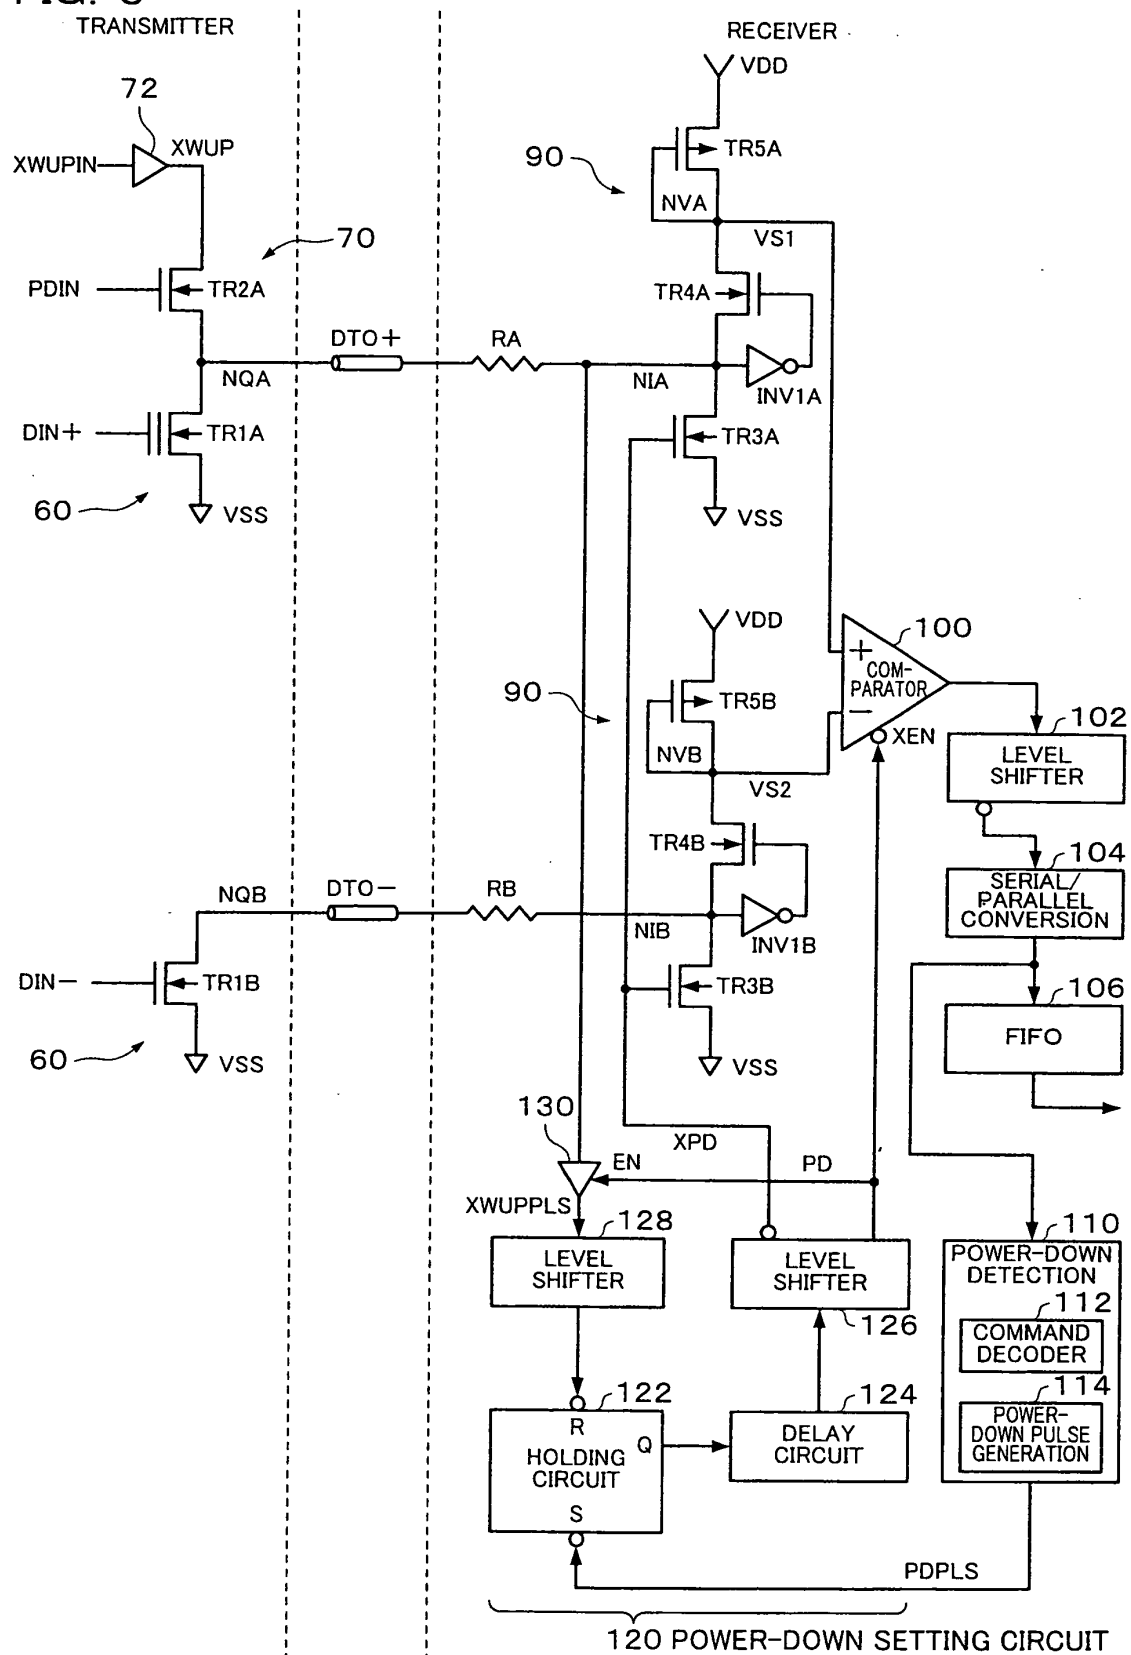 TRANSMITTER
RECEIVER
VDD
72
XWUP
XWUPIN
TR5A
90
NVA
VS1
70
PDIN
TR2A
TR4A
DTO+
RA
NQA
NIA
INV1A
DIN+
TR1A
TR3A
60
VSS
VSS
VDD
100
+
COM-
PARATOR
−
90
TR5B
XEN
102
NVB
VS2
LEVEL
SHIFTER
TR4B
104
NQB
DTO−
RB
SERIAL/
PARALLEL
CONVERSION
NIB
INV1B
DIN−
TR1B
TR3B
106
FIFO
60
VSS
VSS
130
XPD
EN
PD
XWUPPLS
128
110
LEVEL
SHIFTER
LEVEL
SHIFTER
POWER-DOWN
DETECTION
126
112
COMMAND
DECODER
122
124
114
R
Q
HOLDING
CIRCUIT
S
DELAY
CIRCUIT
POWER-
DOWN PULSE
GENERATION
PDPLS
120 POWER-DOWN SETTING CIRCUIT